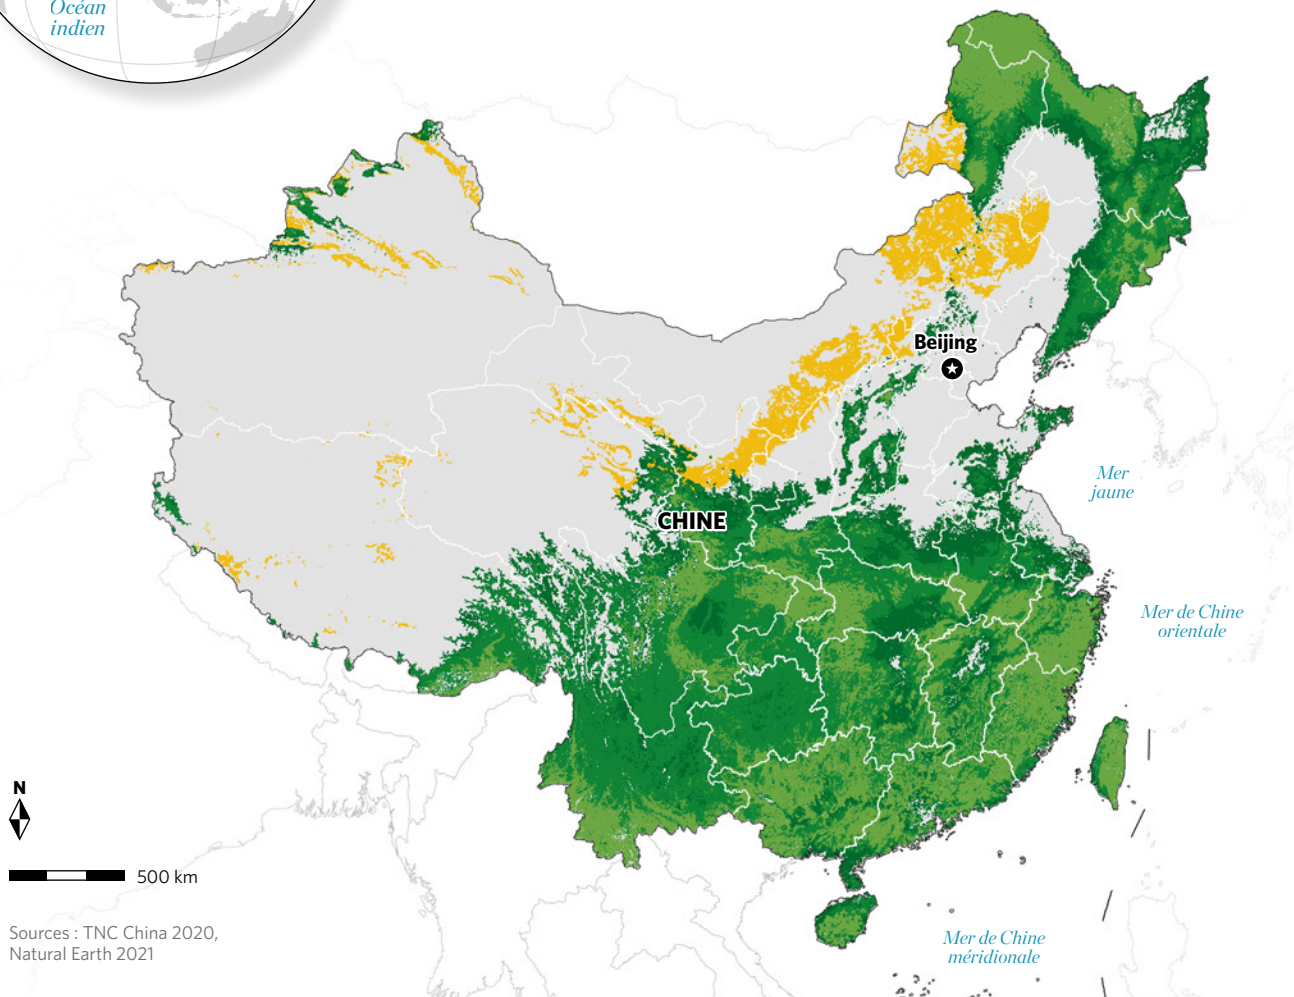 Océan
indien
Beijing
Mer
jaune
CHINE
Mer de Chine
orientale
N
500 km
Sources : TNC China 2020,
Natural Earth 2021
Mer de Chine
méridionale